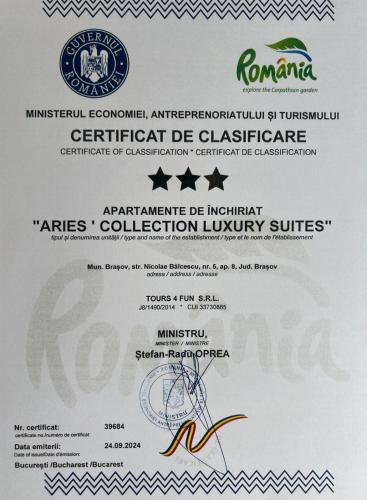 GUVERNUL ROMÂNIEI
România
explore the Carpathian garden
MINISTERUL ECONOMIEI, ANTREPRENORIATULUI ȘI TURISMULUI
CERTIFICAT DE CLASIFICARE
CERTIFICATE OF CLASSIFICATION * CERTIFICAT DE CLASSIFICATION
APARTAMENTE DE ÎNCHIRIAT
"ARIES ' COLLECTION LUXURY SUITES"
tipul și denumirea unității / type and name of the establishment / type et le nom de l'établissement
Mun. Brașov, str. Nicolae Bălcescu, nr. 5, ap. 8, Jud. Brașov
adresa / address / adresse
TOURS 4 FUN S.R.L.
J8/1490/2014 * CUI 33730885
România
MINISTRU,
MINISTER / MINISTRE
Ștefan-Radu OPREA
ROMÂNIA
MINISTRU
Nr. certificat: 39684
certificate no./numéro de certificat:
Data emiterii: 24.09.2024
Date of issue/Date d'émission:
București /Bucharest /Bucarest